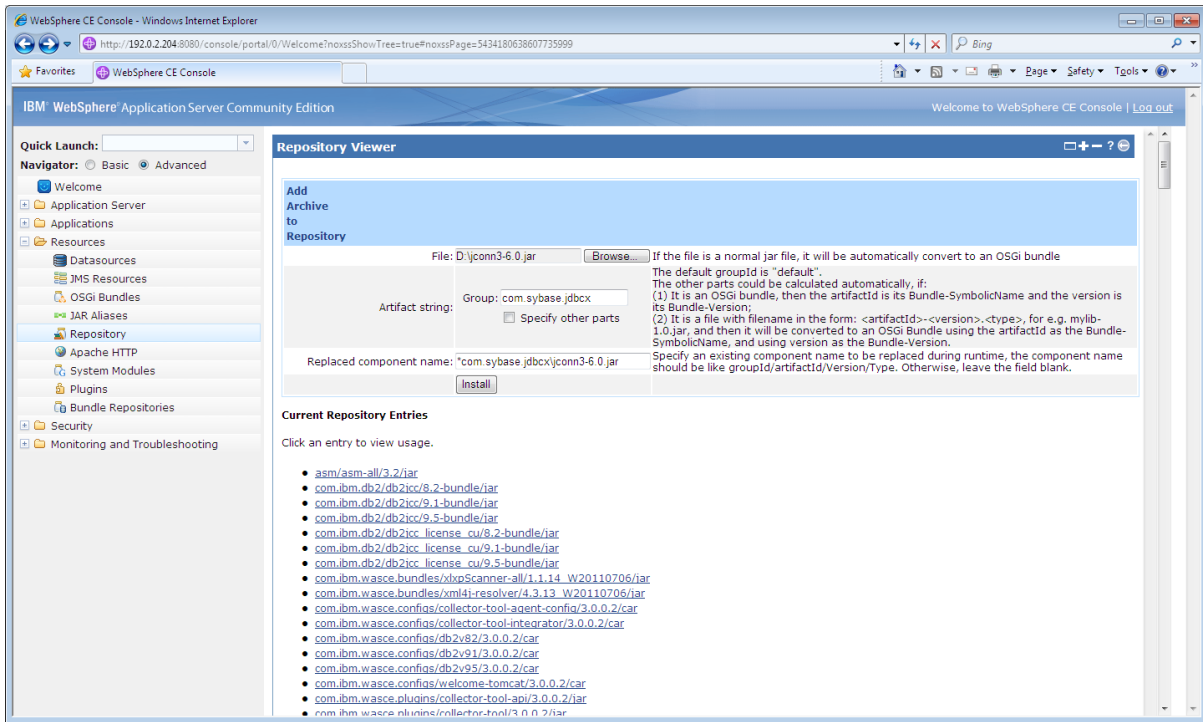 WebSphere CE Console - Windows Internet Explorer
http://192.0.2.204:8080/console/portal/0/Welcome?noxssShowTree=true#noxssPage=5434180638607735999
Bing
Favorites
WebSphere CE Console
Page
Safety
Tools
»
IBM® WebSphere® Application Server Community Edition
Welcome to WebSphere CE Console | Log out
Quick Launch:
Navigator: Basic Advanced
Welcome
Application Server
Applications
Resources
Datasources
JMS Resources
OSGi Bundles
JAR Aliases
Repository
Apache HTTP
System Modules
Plugins
Bundle Repositories
Security
Monitoring and Troubleshooting
Repository Viewer
Add
Archive
to
Repository
File: D:\jconn3-6.0.jar Browse... If the file is a normal jar file, it will be automatically convert to an OSGi bundle
Artifact string:
Group: com.sybase.jdbcx
Specify other parts
The default groupId is "default".
The other parts could be calculated automatically, if:
(1) It is an OSGi bundle, then the artifactId is its Bundle-SymbolicName and the version is
its Bundle-Version;
(2) It is a file with filename in the form: <artifactId>-<version>.<type>, for e.g. mylib-
1.0.jar, and then it will be converted to an OSGi Bundle using the artifactId as the Bundle-
SymbolicName, and using version as the Bundle-Version.
Replaced component name: *com.sybase.jdbcx\jconn3-6.0.jar
Specify an existing component name to be replaced during runtime, the component name
should be like groupId/artifactId/Version/Type. Otherwise, leave the field blank.
Install
Current Repository Entries
Click an entry to view usage.
asm/asm-all/3.2/jar
com.ibm.db2/db2jcc/8.2-bundle/jar
com.ibm.db2/db2jcc/9.1-bundle/jar
com.ibm.db2/db2jcc/9.5-bundle/jar
com.ibm.db2/db2jcc_license_cu/8.2-bundle/jar
com.ibm.db2/db2jcc_license_cu/9.1-bundle/jar
com.ibm.db2/db2jcc_license_cu/9.5-bundle/jar
com.ibm.wasce.bundles/xlxpScanner-all/1.1.14_W20110706/jar
com.ibm.wasce.bundles/xml4j-resolver/4.3.13_W20110706/jar
com.ibm.wasce.configs/collector-tool-agent-config/3.0.0.2/car
com.ibm.wasce.configs/collector-tool-integrator/3.0.0.2/car
com.ibm.wasce.configs/db2v82/3.0.0.2/car
com.ibm.wasce.configs/db2v91/3.0.0.2/car
com.ibm.wasce.configs/db2v95/3.0.0.2/car
com.ibm.wasce.configs/welcome-tomcat/3.0.0.2/car
com.ibm.wasce.plugins/collector-tool-api/3.0.0.2/jar
com.ibm.wasce.plugins/collector-tool/3.0.0.2/jar